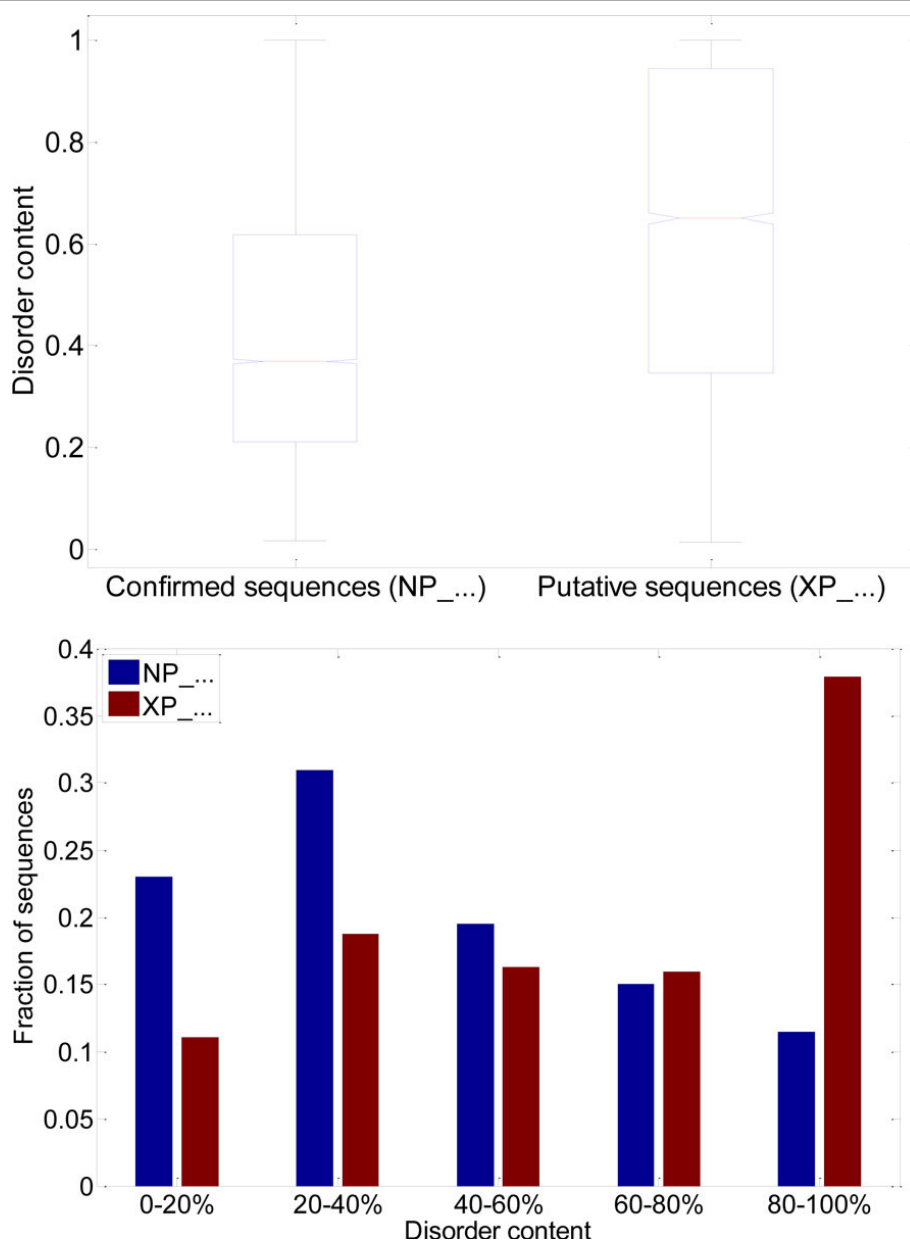 1
0.8
0.6
0.4
0.2
0
Disorder content
Confirmed sequences (NP_...) Putative sequences (XP_...)
0.4
0.35
0.3
0.25
0.2
0.15
0.1
0.05
0
Fraction of sequences
NP_...
XP_...
0-20% 20-40% 40-60% 60-80% 80-100%
Disorder content